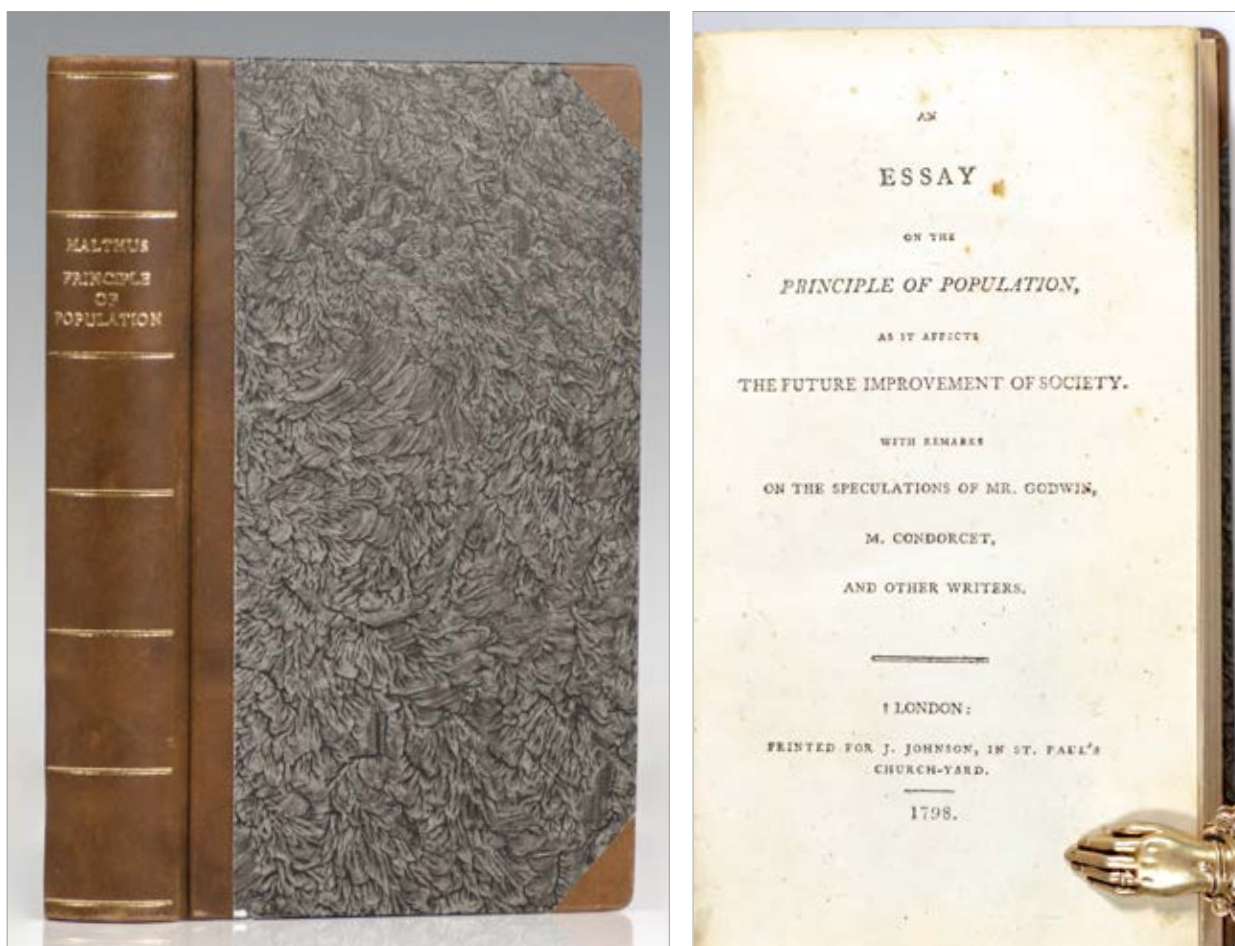 MALTHUS
PRINCIPLE
OF
POPULATION
AN
ESSAY
ON THE
PRINCIPLE OF POPULATION,
AS IT AFFECTS
THE FUTURE IMPROVEMENT OF SOCIETY.
WITH REMARKS
ON THE SPECULATIONS OF MR. GODWIN,
M. CONDORCET,
AND OTHER WRITERS.
LONDON:
PRINTED FOR J. JOHNSON, IN ST. PAUL'S
CHURCH-YARD.
1798.